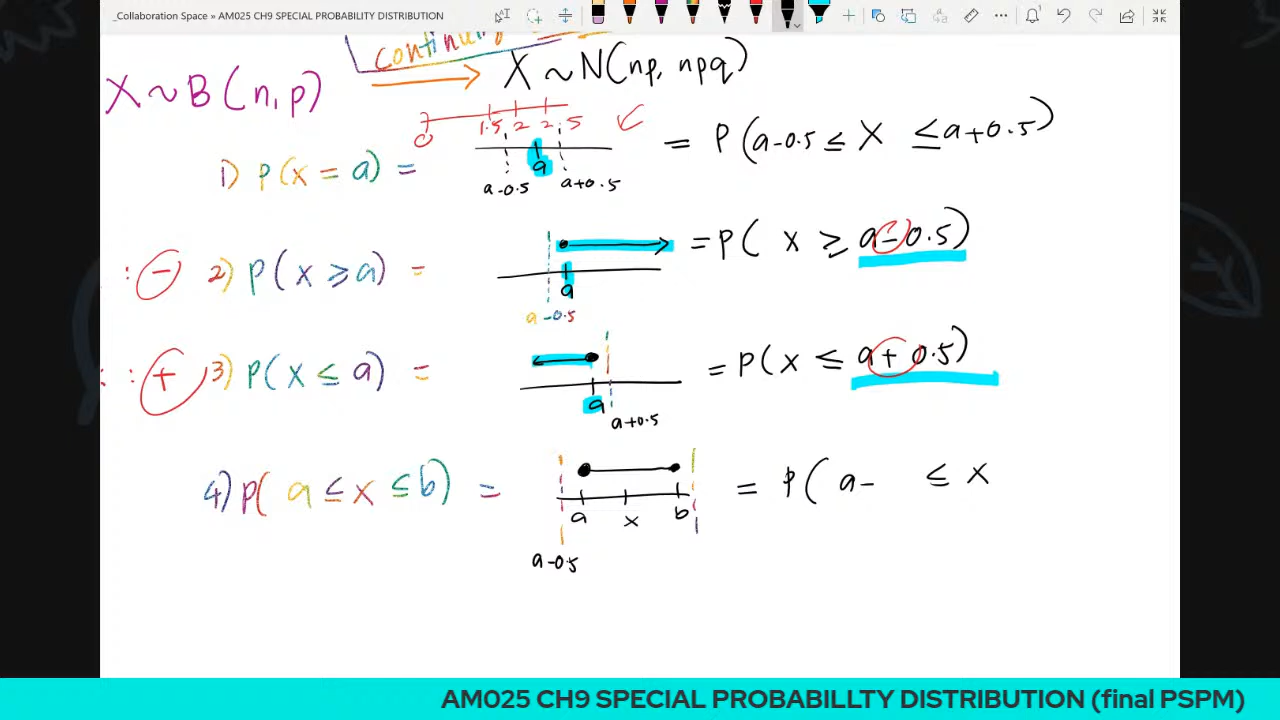 _Collaboration Space » AM025 CH9 SPECIAL PROBABILITY DISTRIBUTION
X ~ B(n,p)
X ~ N(np, npq)
0 1.5 2 2.5
1) P(x = a) =
a-0.5 a a+0.5
= P(a-0.5 ≤ X ≤ a+0.5)
: - 2) P(x ≥ a) =
a
a-0.5
= P( x ≥ a-0.5)
: : + 3) P(x ≤ a) =
a
a+0.5
= P(x ≤ a+0.5)
4) P( a ≤ x ≤ b) =
a x b
a-0.5
= P( a- ≤ x
AM025 CH9 SPECIAL PROBABILLTY DISTRIBUTION (final PSPM)